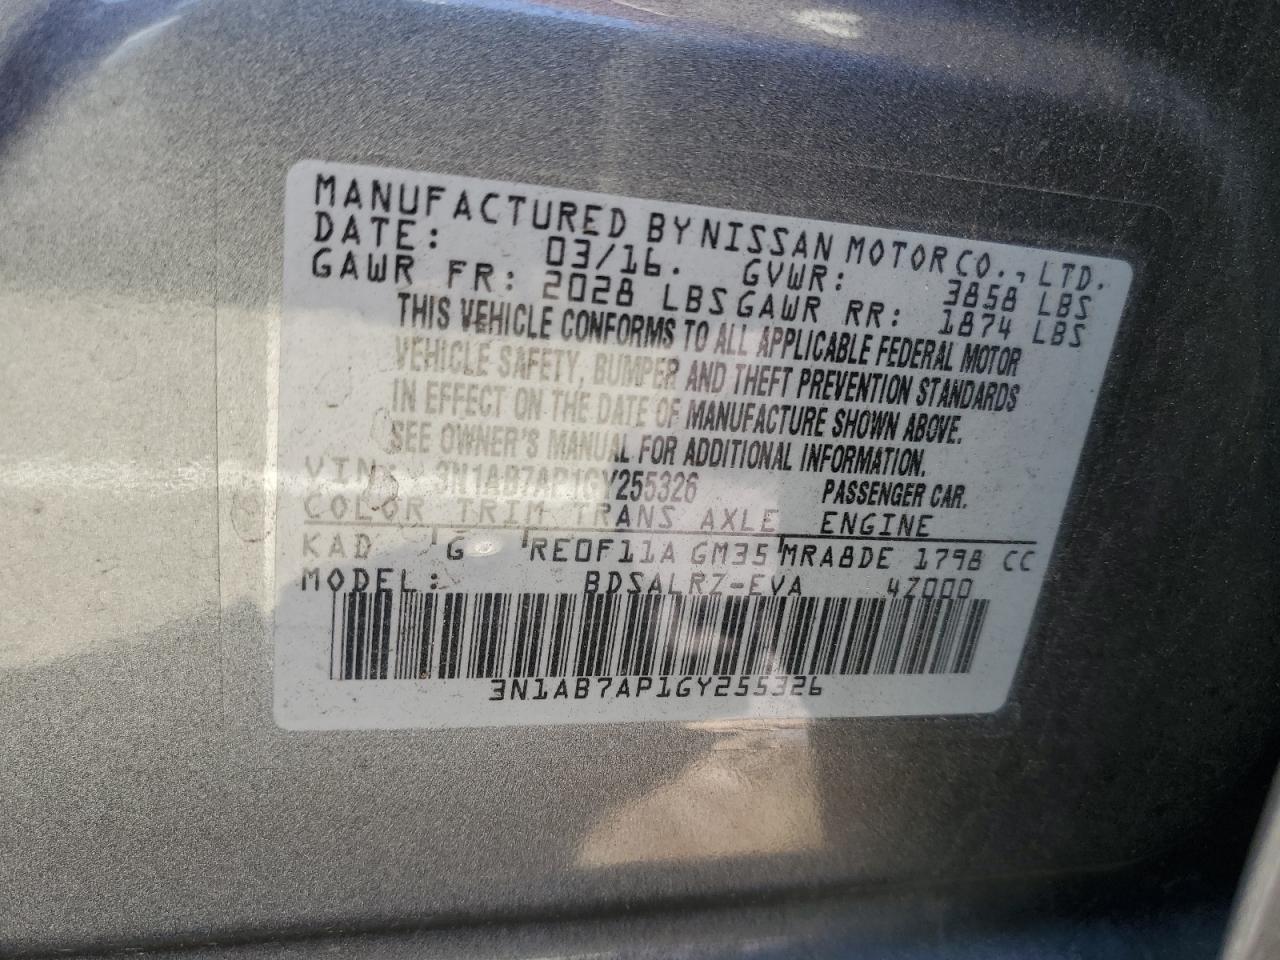 MANUFACTURED BY NISSAN MOTOR CO., LTD.
DATE: 03/16. GVWR: 3858 LBS
GAWR FR: 2028 LBS GAWR RR: 1874 LBS
THIS VEHICLE CONFORMS TO ALL APPLICABLE FEDERAL MOTOR
VEHICLE SAFETY, BUMPER AND THEFT PREVENTION STANDARDS
IN EFFECT ON THE DATE OF MANUFACTURE SHOWN ABOVE.
SEE OWNER'S MANUAL FOR ADDITIONAL INFORMATION.
VIN: 3N1AB7AP1GY255326 PASSENGER CAR.
COLOR TRIM TRANS AXLE ENGINE
KAD G RE0F11A GM35 MRA8DE 1798 CC
MODEL: BDSALRZ-EVA 4Z000
3N1AB7AP1GY255326